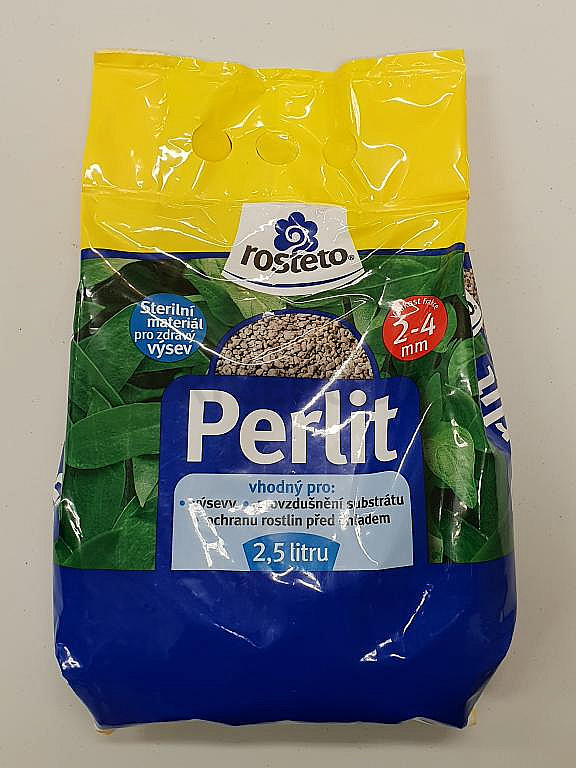 rosteto®
Sterilní
materiál
pro zdravý
výsev
2-4
mm
Perlit
vhodný pro:
• výsevy • provzdušnění substrátu
ochranu rostlin před chladem
2,5 litru